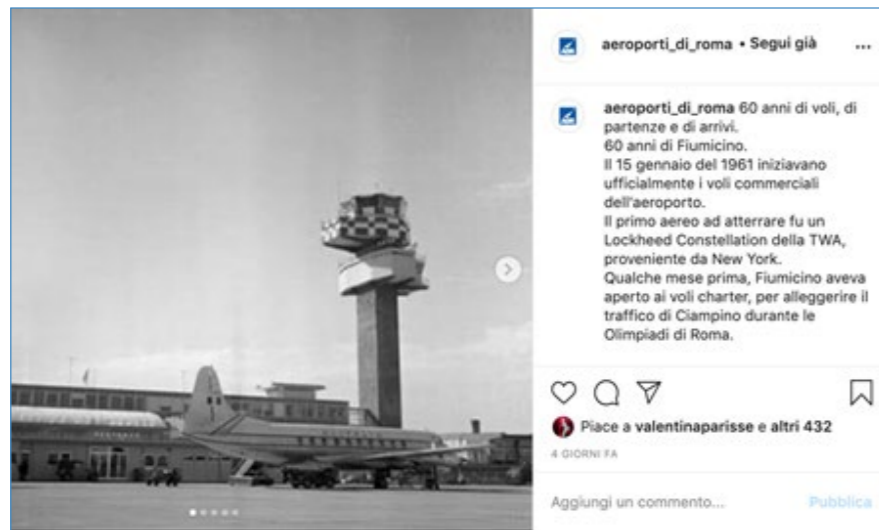 aeroporti_di_roma • Segui già
aeroporti_di_roma 60 anni di voli, di
partenze e di arrivi.
60 anni di Fiumicino.
Il 15 gennaio del 1961 iniziavano
ufficialmente i voli commerciali
dell'aeroporto.
Il primo aereo ad atterrare fu un
Lockheed Constellation della TWA,
proveniente da New York.
Qualche mese prima, Fiumicino aveva
aperto ai voli charter, per alleggerire il
traffico di Ciampino durante le
Olimpiadi di Roma.
Piace a valentinaparisse e altri 432
4 GIORNI FA
Aggiungi un commento... Pubblica